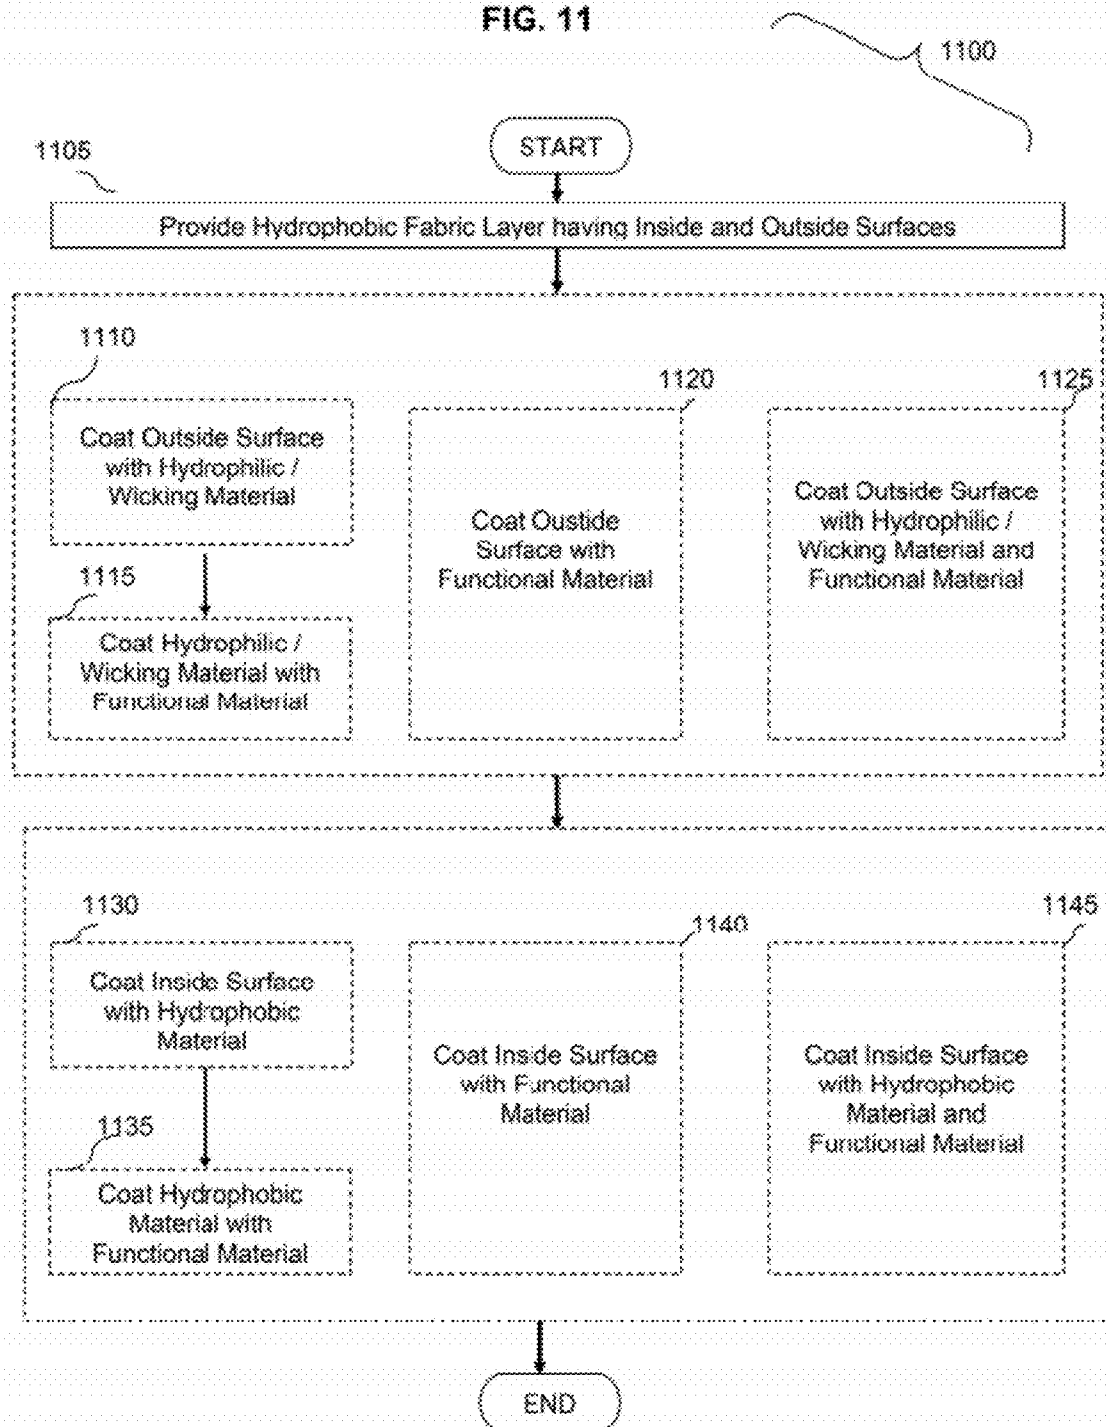 FIG. 11
1100
START
1105
Provide Hydrophobic Fabric Layer having Inside and Outside Surfaces
1110
Coat Outside Surface
with Hydrophilic /
Wicking Material
1115
Coat Hydrophilic /
Wicking Material with
Functional Material
1120
Coat Oustide
Surface with
Functional Material
1125
Coat Outside Surface
with Hydrophilic /
Wicking Material and
Functional Material
1130
Coat Inside Surface
with Hydrophobic
Material
1135
Coat Hydrophobic
Material with
Functional Material
1140
Coat Inside Surface
with Functional
Material
1145
Coat Inside Surface
with Hydrophobic
Material and
Functional Material
END